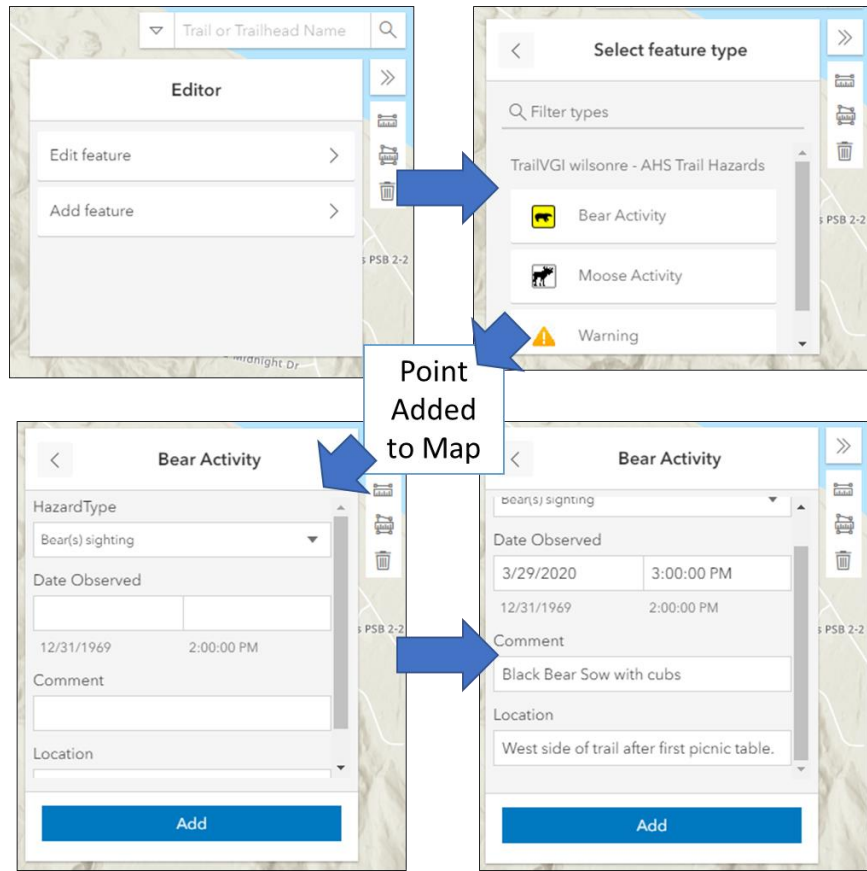 Trail or Trailhead Name
Editor
Edit feature
Add feature
s PSB 2-2
Midnight Dr
Select feature type
Filter types
TrailVGI wilsonre - AHS Trail Hazards
Bear Activity
Moose Activity
Warning
s PSB 2-2
Point
Added
to Map
Bear Activity
HazardType
Bear(s) sighting
Date Observed
12/31/1969 2:00:00 PM
Comment
Location
Add
s PSB 2-2
Bear Activity
Bear(s) sighting
Date Observed
3/29/2020 3:00:00 PM
12/31/1969 2:00:00 PM
Comment
Black Bear Sow with cubs
Location
West side of trail after first picnic table.
Add
s PSB 2-2